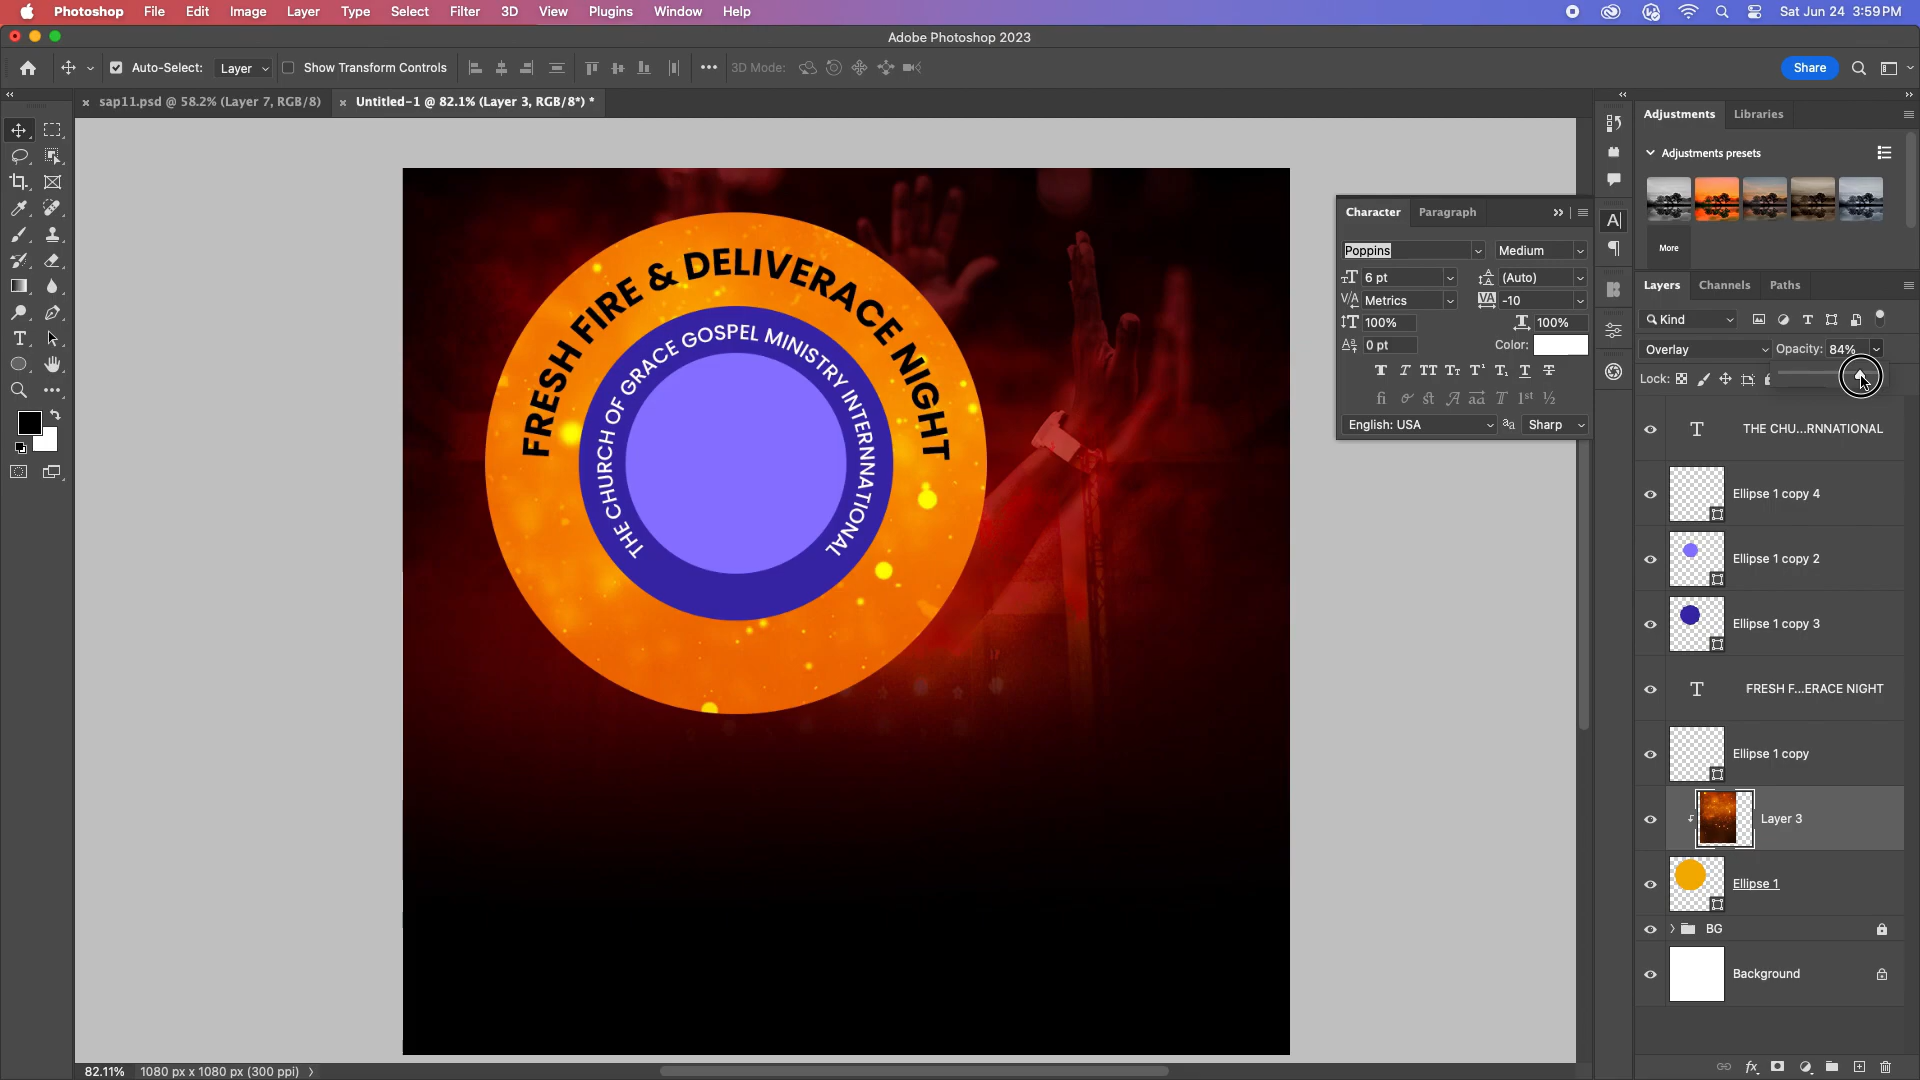 Photoshop File Edit Image Layer Type Select Filter 3D View Plugins Window Help Sat Jun 24 3:59 PM
Adobe Photoshop 2023
Auto-Select: Layer Show Transform Controls 3D Mode: Share
sap11.psd @ 58.2% (Layer 7, RGB/8) Untitled-1 @ 82.1% (Layer 3, RGB/8*) *
Adjustments Libraries
Adjustments presets
More
FRESH FIRE & DELIVERACE NIGHT
THE CHURCH OF GRACE GOSPEL MINISTRY INTERNNATIONAL
Character Paragraph
Poppins Medium
6 pt (Auto)
Metrics -10
100% 100%
0 pt Color:
English: USA Sharp
Layers Channels Paths
Kind
Overlay Opacity: 84%
Lock:
THE CHU...RNNATIONAL
Ellipse 1 copy 4
Ellipse 1 copy 2
Ellipse 1 copy 3
FRESH F...ERACE NIGHT
Ellipse 1 copy
Layer 3
Ellipse 1
BG
Background
82.11% 1080 px x 1080 px (300 ppi)